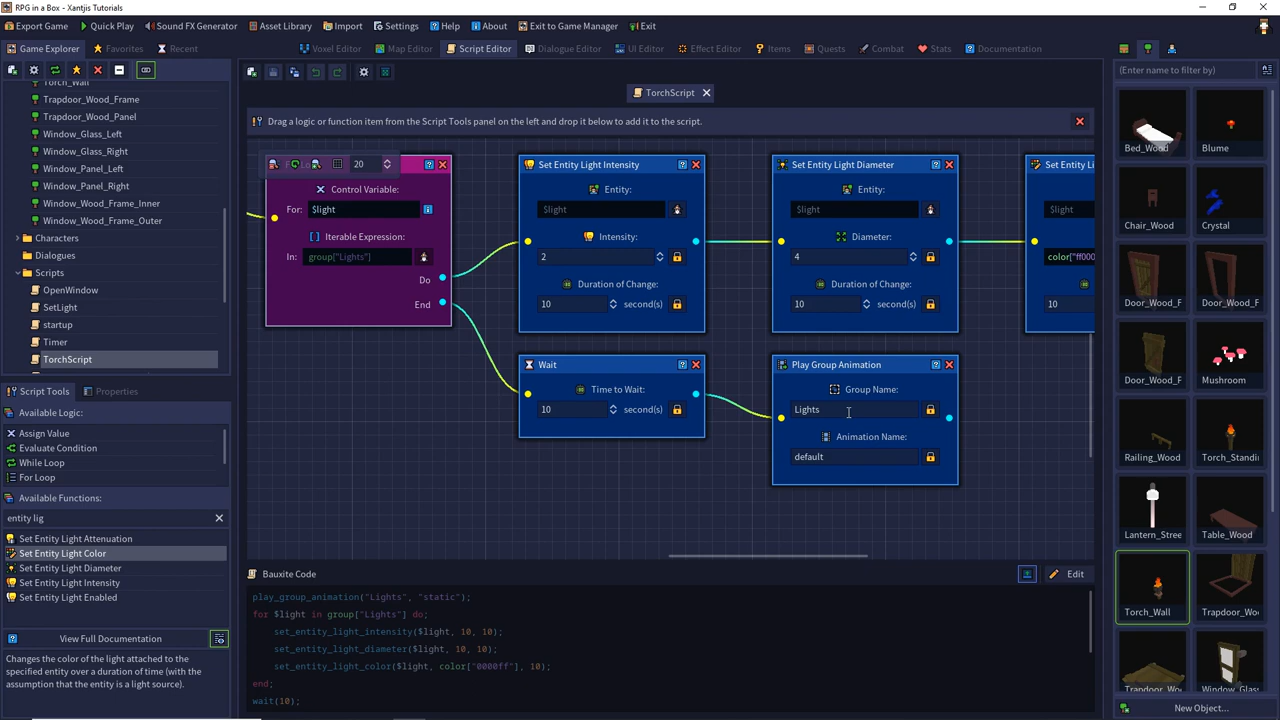 RPG in a Box - Xantjis Tutorials
Export Game
Quick Play
Sound FX Generator
Asset Library
Import
Settings
Help
About
Exit to Game Manager
Exit
Game Explorer
Favorites
Recent
Voxel Editor
Map Editor
Script Editor
Dialogue Editor
UI Editor
Effect Editor
Items
Quests
Combat
Stats
Documentation
Torch_Wall
Trapdoor_Wood_Frame
Trapdoor_Wood_Panel
Window_Glass_Left
Window_Glass_Right
Window_Panel_Left
Window_Panel_Right
Window_Wood_Frame_Inner
Window_Wood_Frame_Outer
Characters
Dialogues
Scripts
OpenWindow
SetLight
startup
Timer
TorchScript
Script Tools
Properties
Available Logic:
Assign Value
Evaluate Condition
While Loop
For Loop
Available Functions:
entity lig
Set Entity Light Attenuation
Set Entity Light Color
Set Entity Light Diameter
Set Entity Light Intensity
Set Entity Light Enabled
View Full Documentation
Changes the color of the light attached to the
specified entity over a duration of time (with the
assumption that the entity is a light source).
TorchScript
Drag a logic or function item from the Script Tools panel on the left and drop it below to add it to the script.
20
Control Variable:
For:
$light
Iterable Expression:
In:
group["Lights"]
Do
End
Set Entity Light Intensity
Entity:
$light
Intensity:
2
Duration of Change:
10
second(s)
Set Entity Light Diameter
Entity:
$light
Diameter:
4
Duration of Change:
10
second(s)
Set Entity Li
$light
color["ff000
10
Wait
Time to Wait:
10
second(s)
Play Group Animation
Group Name:
Lights
Animation Name:
default
Bauxite Code
Edit
play_group_animation("Lights", "static");
for $light in group["Lights"] do;
set_entity_light_intensity($light, 10, 10);
set_entity_light_diameter($light, 10, 10);
set_entity_light_color($light, color["0000ff"], 10);
end;
wait(10);
(Enter name to filter by)
Bed_Wood
Blume
Chair_Wood
Crystal
Door_Wood_F
Door_Wood_F
Door_Wood_F
Mushroom
Railing_Wood
Torch_Standi
Lantern_Stree
Table_Wood
Torch_Wall
Trapdoor_Wo
Trapdoor_Wo
Window_Glas
New Object...